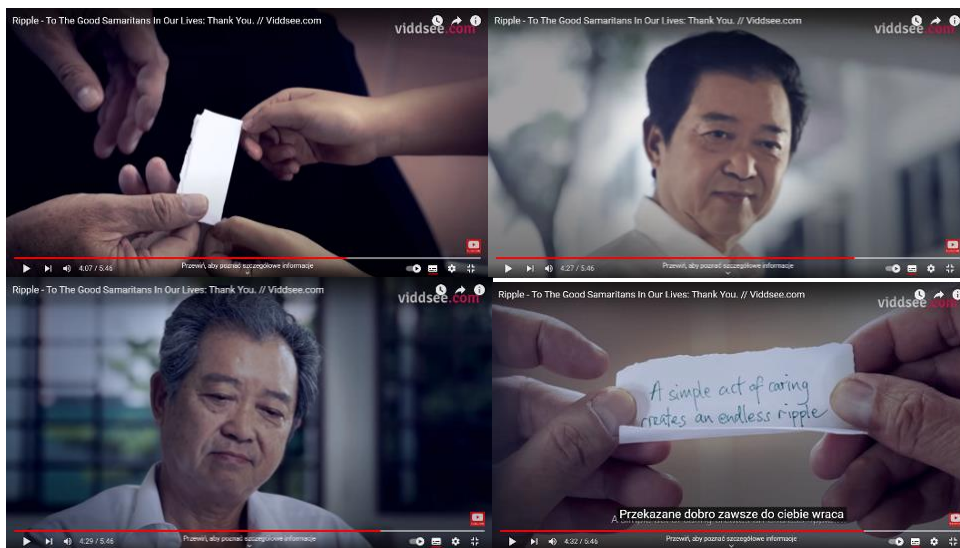 Ripple - To The Good Samaritans In Our Lives: Thank You. // Viddsee.com
viddsee.com
4:07 / 5:46
Przewiń, aby poznać szczegółowe informacje
Ripple - To The Good Samaritans In Our Lives: Thank You. // Viddsee.com
viddsee.com
4:27 / 5:46
Przewiń, aby poznać szczegółowe informacje
Ripple - To The Good Samaritans In Our Lives: Thank You. // Viddsee.com
viddsee.com
4:29 / 5:46
Przewiń, aby poznać szczegółowe informacje
Ripple - To The Good Samaritans In Our Lives: Thank You. // Viddsee.com
viddsee.com
A simple act of caring
creates an endless ripple
Przekazane dobro zawsze do ciebie wraca
4:32 / 5:46
Przewiń, aby poznać szczegółowe informacje